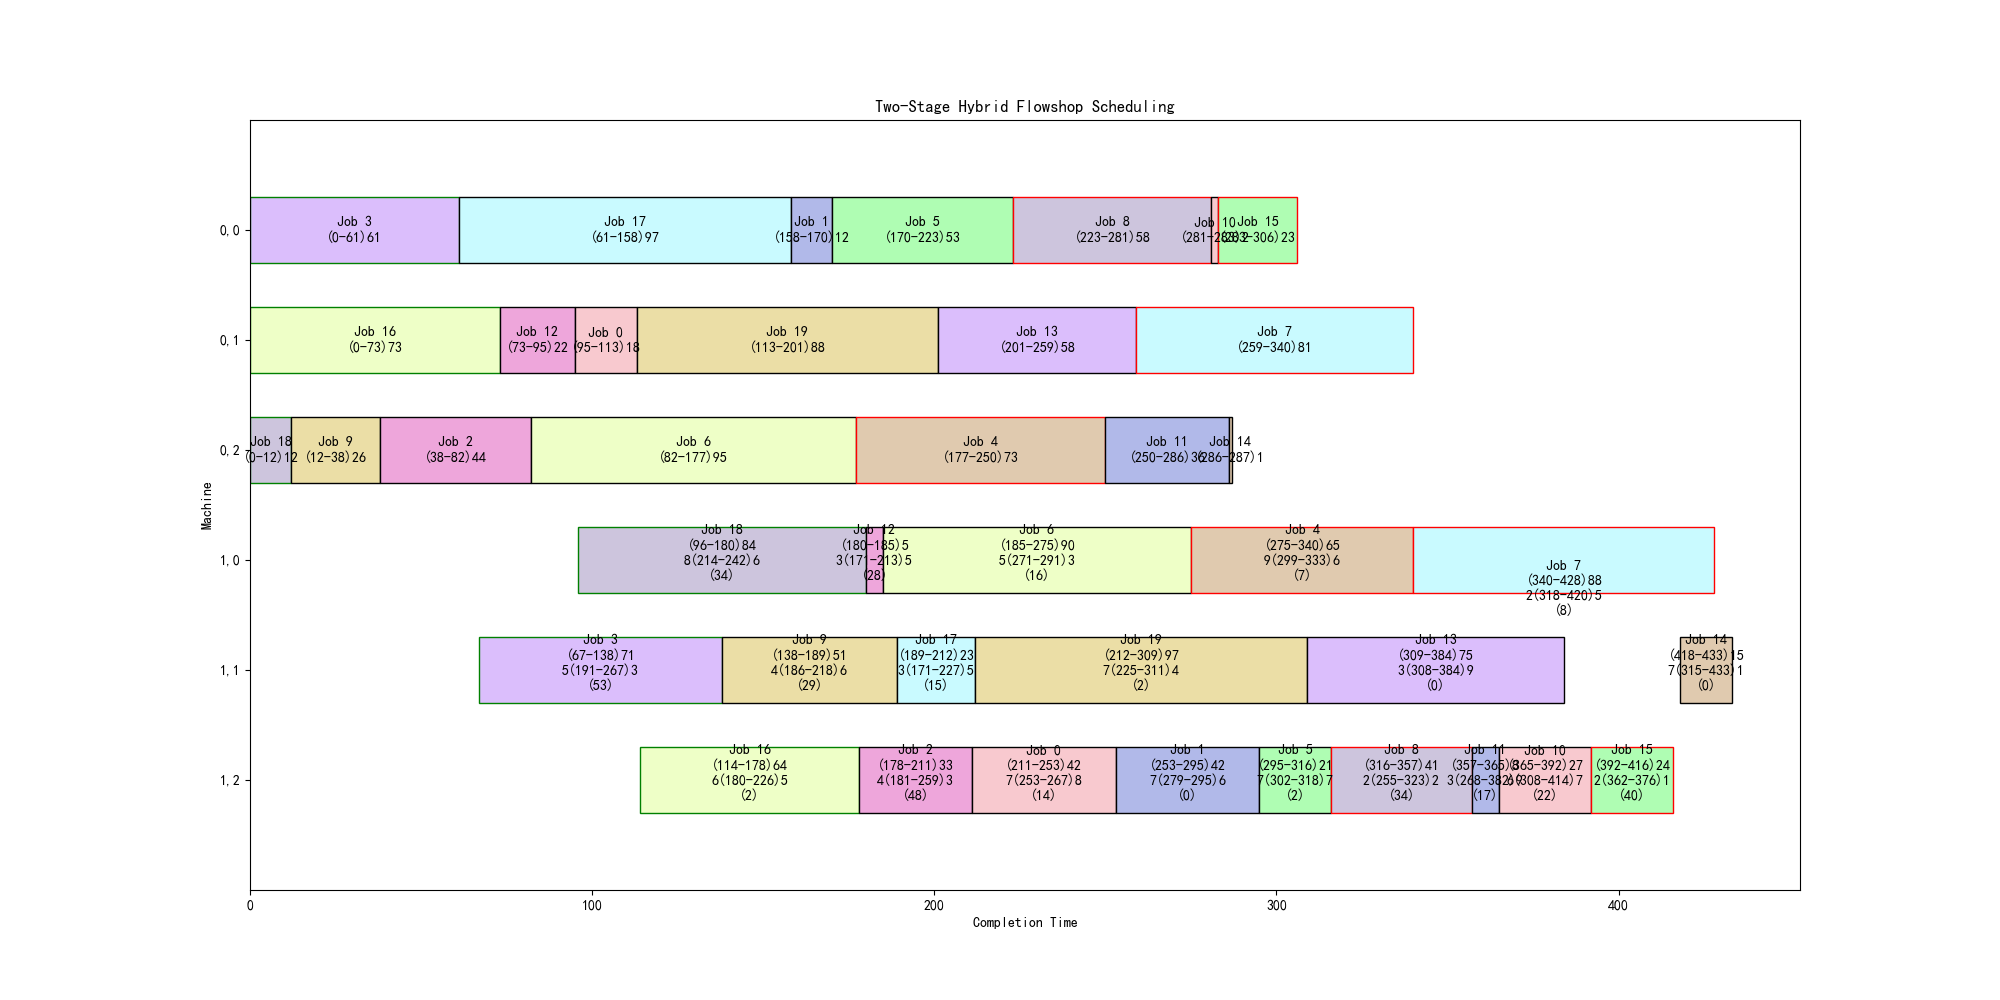 Two-Stage Hybrid Flowshop Scheduling
0,0
Job 3
(0-61)61
Job 17
(61-158)97
Job 1
(158-170)12
Job 5
(170-223)53
Job 8
(223-281)58
Job 10
(281-283)2
Job 15
(283-306)23
0,1
Job 16
(0-73)73
Job 12
(73-95)22
Job 0
(95-113)18
Job 19
(113-201)88
Job 13
(201-259)58
Job 7
(259-340)81
0,2
Job 18
(0-12)12
Job 9
(12-38)26
Job 2
(38-82)44
Job 6
(82-177)95
Job 4
(177-250)73
Job 11
(250-286)36
Job 14
(286-287)1
1,0
Job 18
(96-180)84
8(214-242)6
(34)
Job 12
(180-185)5
3(171-213)5
(28)
Job 6
(185-275)90
5(271-291)3
(16)
Job 4
(275-340)65
9(299-333)6
(7)
Job 7
(340-428)88
2(318-420)5
(8)
1,1
Job 3
(67-138)71
5(191-267)3
(53)
Job 9
(138-189)51
4(186-218)6
(29)
Job 17
(189-212)23
3(171-227)5
(15)
Job 19
(212-309)97
7(225-311)4
(2)
Job 13
(309-384)75
3(308-384)9
(0)
Job 14
(418-433)15
7(315-433)1
(0)
1,2
Job 16
(114-178)64
6(180-226)5
(2)
Job 2
(178-211)33
4(181-259)3
(48)
Job 0
(211-253)42
7(253-267)8
(14)
Job 1
(253-295)42
7(279-295)6
(0)
Job 5
(295-316)21
7(302-318)7
(2)
Job 8
(316-357)41
2(255-323)2
(34)
Job 11
(357-365)8
3(268-382)9
(17)
Job 10
(365-392)27
6(308-414)7
(22)
Job 15
(392-416)24
2(362-376)1
(40)
Machine
0
100
200
300
400
Completion Time